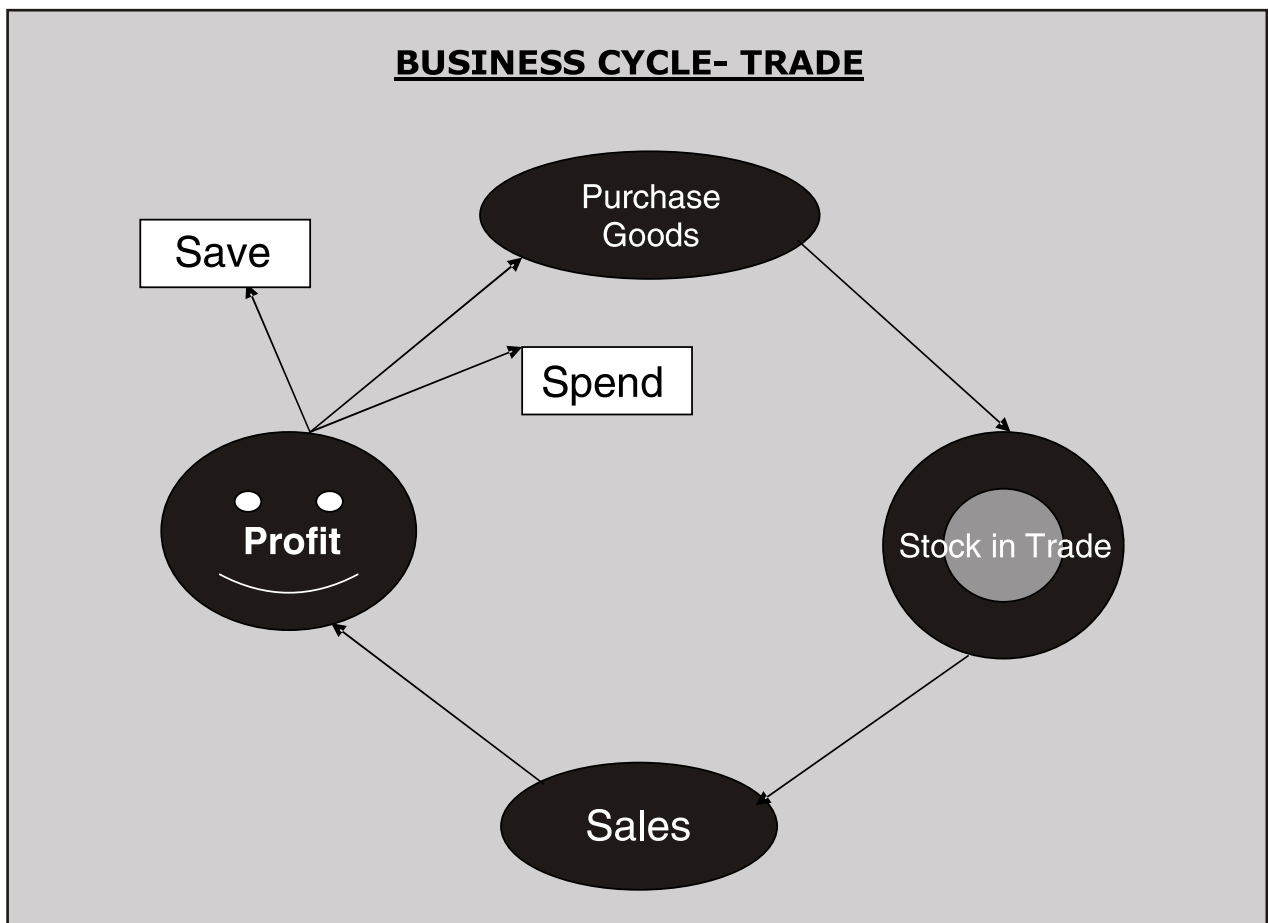 BUSINESS CYCLE- TRADE
Purchase
Goods
Save
Spend
Profit
Stock in Trade
Sales